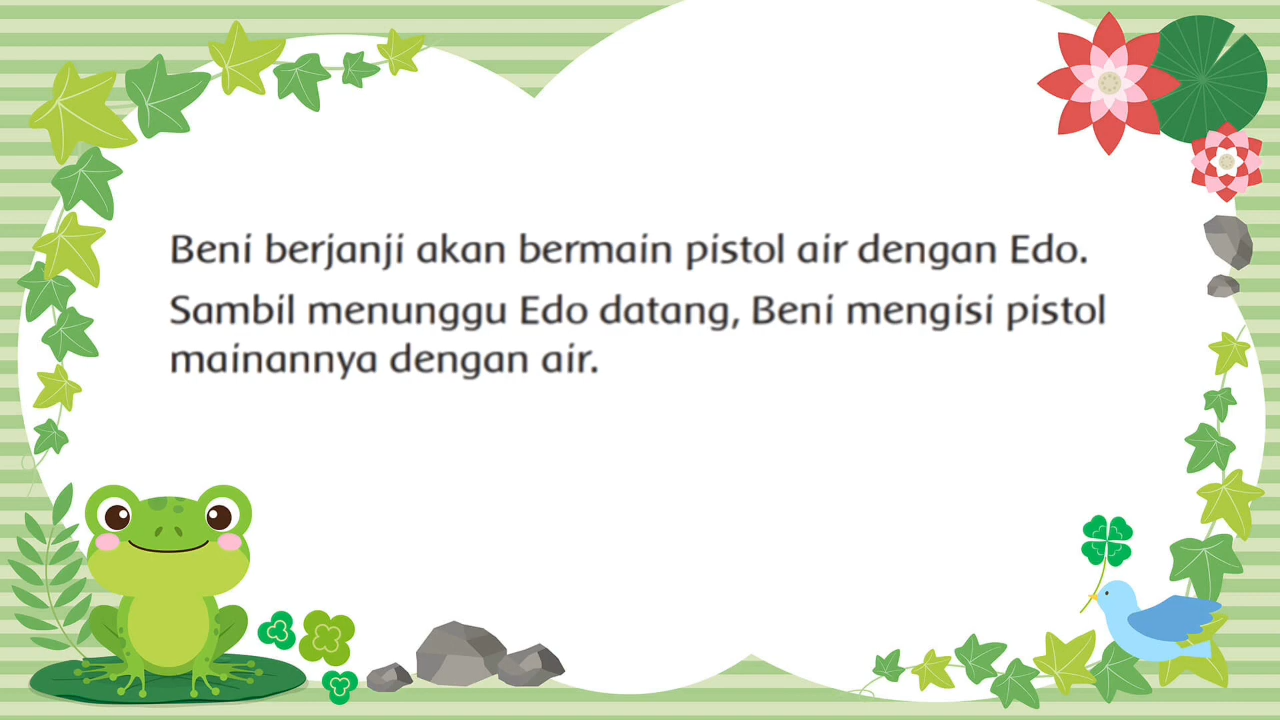 Beni berjanji akan bermain pistol air dengan Edo.
Sambil menunggu Edo datang, Beni mengisi pistol
mainannya dengan air.